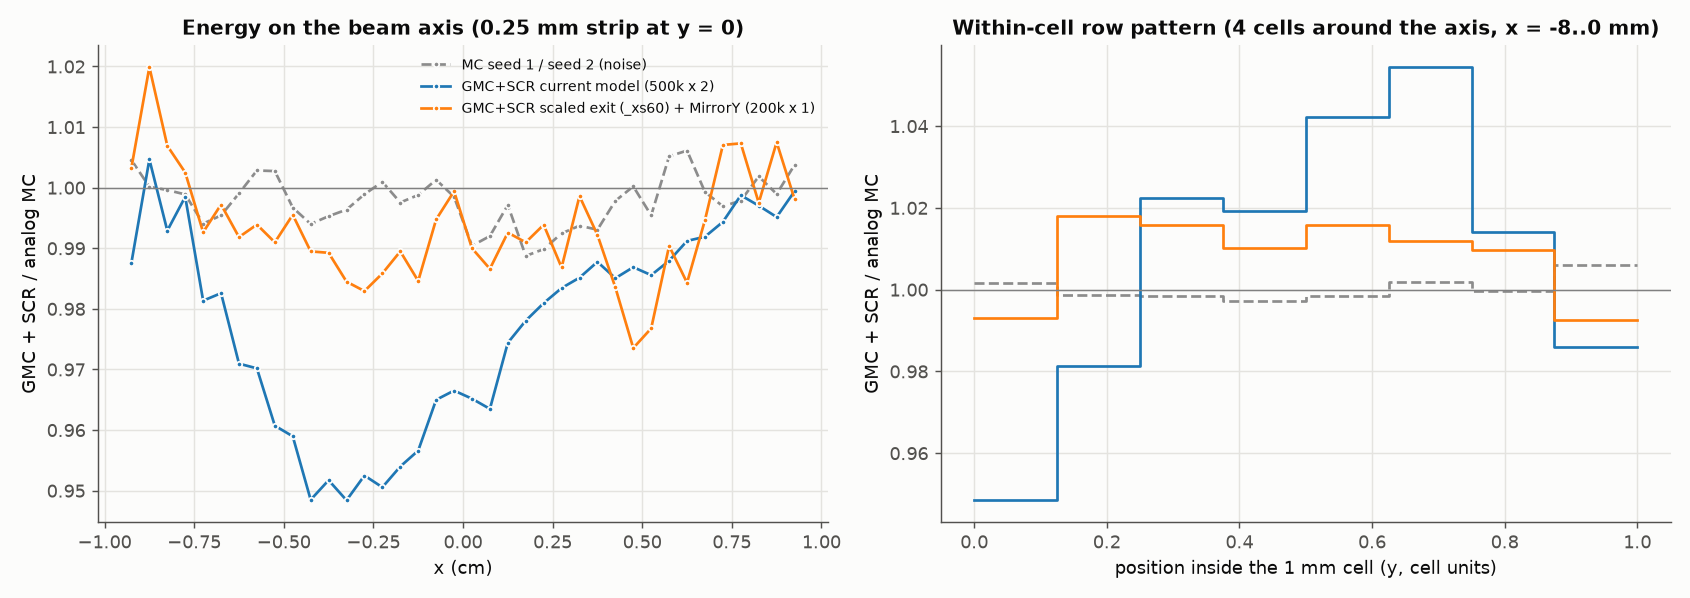 Energy on the beam axis (0.25 mm strip at y = 0)
MC seed 1 / seed 2 (noise)
GMC+SCR current model (500k x 2)
GMC+SCR scaled exit (_xs60) + MirrorY (200k x 1)
GMC + SCR / analog MC
1.02
1.01
1.00
0.99
0.98
0.97
0.96
0.95
−1.00 −0.75 −0.50 −0.25 0.00 0.25 0.50 0.75 1.00
x (cm)
Within-cell row pattern (4 cells around the axis, x = -8..0 mm)
GMC + SCR / analog MC
1.04
1.02
1.00
0.98
0.96
0.0 0.2 0.4 0.6 0.8 1.0
position inside the 1 mm cell (y, cell units)